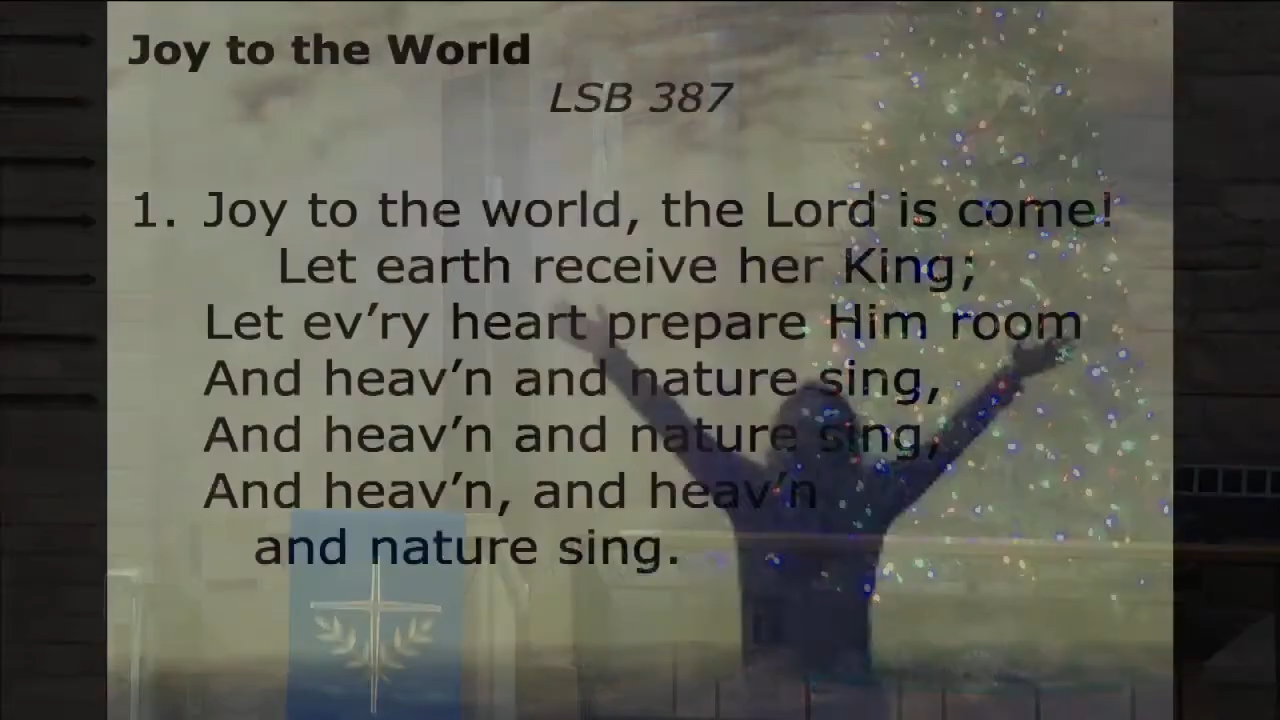 Joy to the World
LSB 387
1. Joy to the world, the Lord is come!
Let earth receive her King;
Let ev’ry heart prepare Him room
And heav’n and nature sing,
And heav’n and nature sing,
And heav’n, and heav’n
and nature sing.